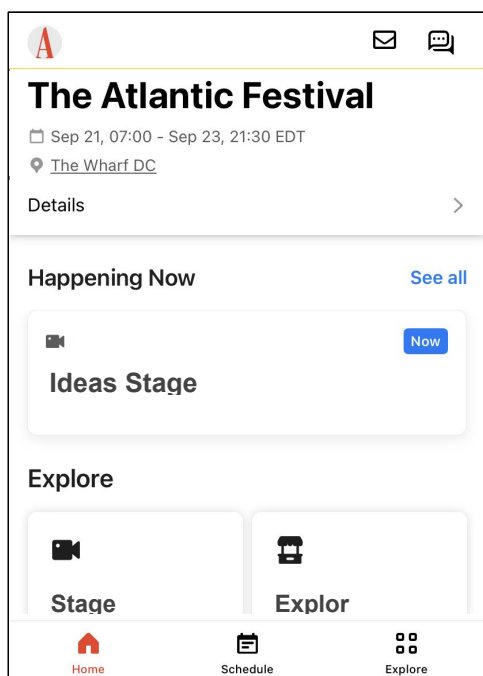 A
The Atlantic Festival
Sep 21, 07:00 - Sep 23, 21:30 EDT
The Wharf DC
Details
Happening Now
See all
Now
Ideas Stage
Explore
Stage
Explor
Home
Schedule
Explore